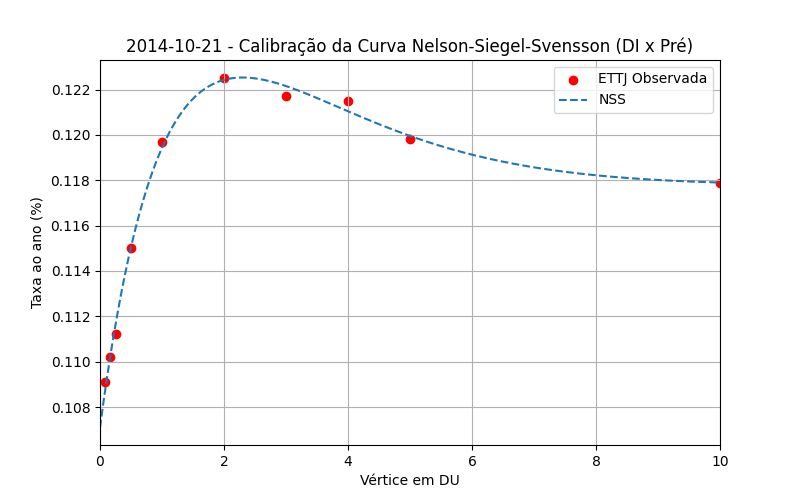 2014-10-21 - Calibração da Curva Nelson-Siegel-Svensson (DI x Pré)
ETTJ Observada
NSS
Taxa ao ano (%)
0.122
0.120
0.118
0.116
0.114
0.112
0.110
0.108
0 2 4 6 8 10
Vértice em DU